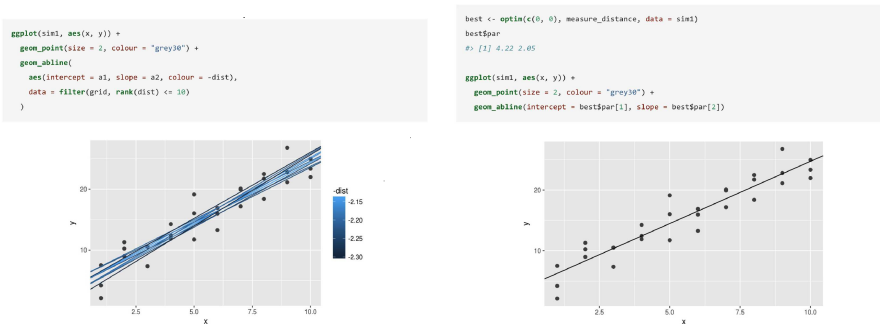 ggplot(sim1, aes(x, y)) +
geom_point(size = 2, colour = "grey30") +
geom_abline(
aes(intercept = a1, slope = a2, colour = -dist),
data = filter(grid, rank(dist) <= 10)
)
20
10
y
2.5
5.0
7.5
10.0
x
-dist
-2.15
-2.20
-2.25
-2.30
best <- optim(c(0, 0), measure_distance, data = sim1)
best$par
#> [1] 4.22 2.05
ggplot(sim1, aes(x, y)) +
geom_point(size = 2, colour = "grey30") +
geom_abline(intercept = best$par[1], slope = best$par[2])
20
10
y
2.5
5.0
7.5
10.0
x